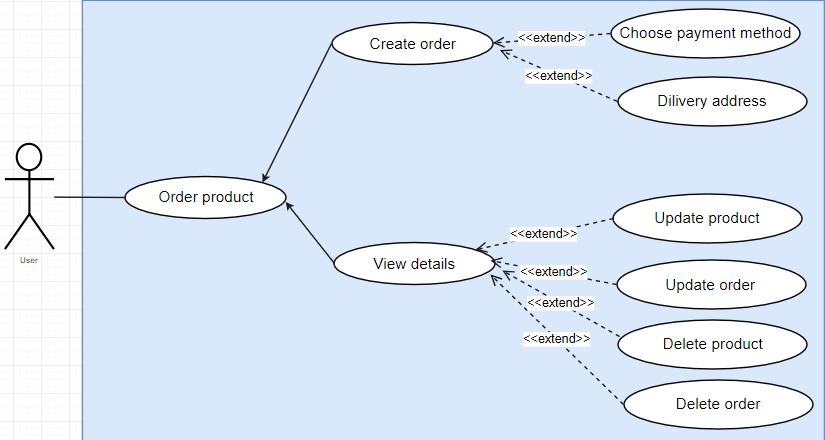 Create order
<<extend>>
Choose payment method
<<extend>>
Dilivery address
User
Order product
View details
<<extend>>
Update product
<<extend>>
Update order
<<extend>>
Delete product
<<extend>>
Delete order